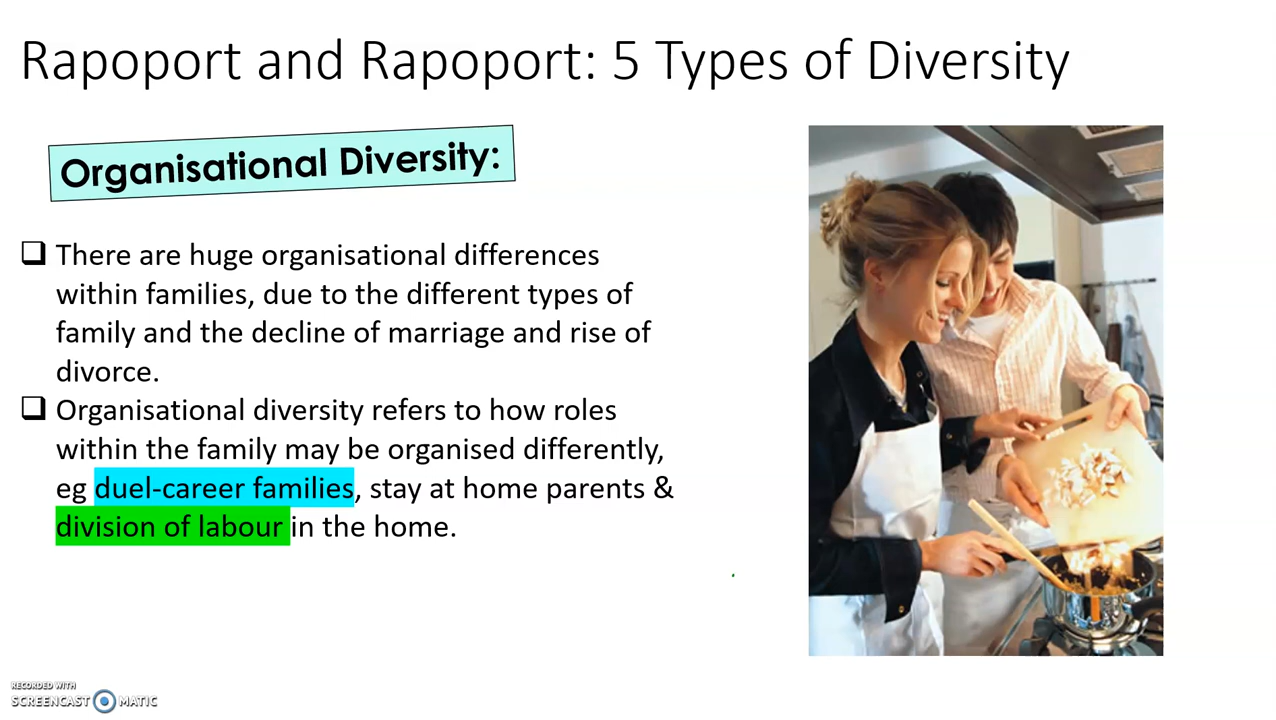 Rapoport and Rapoport: 5 Types of Diversity
Organisational Diversity:
There are huge organisational differences
within families, due to the different types of
family and the decline of marriage and rise of
divorce.
Organisational diversity refers to how roles
within the family may be organised differently,
eg duel-career families, stay at home parents &
division of labour in the home.
RECORDED WITH
SCREENCAST MATIC